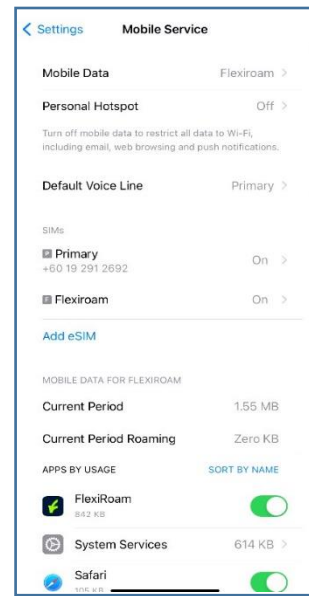 Settings
Mobile Service
Mobile Data
Flexiroam
Personal Hotspot
Off
Turn off mobile data to restrict all data to Wi-Fi,
including email, web browsing and push notifications.
Default Voice Line
Primary
SIMs
P Primary
+60 19 291 2692
On
F Flexiroam
On
Add eSIM
MOBILE DATA FOR FLEXIROAM
Current Period
1.55 MB
Current Period Roaming
Zero KB
APPS BY USAGE
SORT BY NAME
FlexiRoam
842 KB
System Services
614 KB
Safari
105 KB